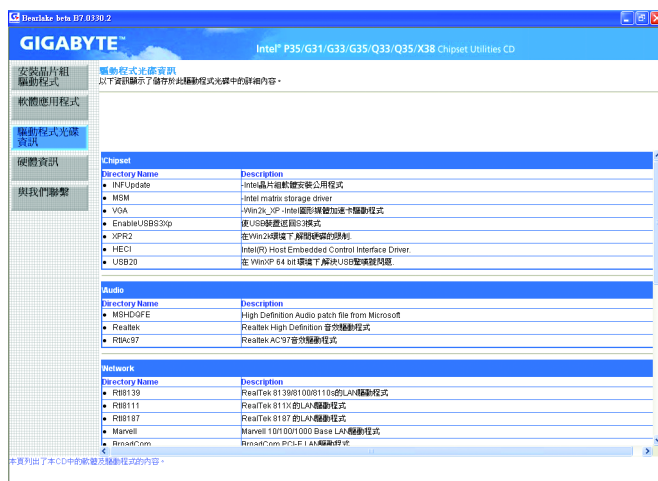 Bearlake beta B7.0330.2
GIGABYTE™
Intel® P35/G31/G33/G35/Q33/Q35/X38 Chipset Utilities CD
安裝晶片組
驅動程式
軟體應用程式
驅動程式光碟
資訊
硬體資訊
與我們聯繫
驅動程式光碟資訊
以下資訊顯示了儲存於此驅動程式光碟中的詳細內容。
\Chipset
Directory Name Description
• INFUpdate -Intel晶片組軟體安裝公用程式
• MSM -Intel matrix storage driver
• VGA -Win2k_XP -Intel圖形媒體加速卡驅動程式
• EnableUSBS3Xp 使USB裝置返回S3模式
• XPR2 在Win2k環境下,解開硬碟的限制.
• HECI Intel(R) Host Embedded Control Interface Driver.
• USB20 在 WinXP 64 bit 環境下,解決USB驚嘆號問題.
\Audio
Directory Name Description
• MSHDQFE High Definition Audio patch file from Microsoft
• Realtek Realtek High Definition 音效驅動程式
• RtlAc97 Realtek AC'97音效驅動程式
\Network
Directory Name Description
• Rtl8139 RealTek 8139/8100/8110s的LAN驅動程式
• Rtl8111 RealTek 811X 的LAN驅動程式
• Rtl8187 RealTek 8187 的LAN驅動程式
• Marvell Marvell 10/100/1000 Base LAN驅動程式
• BroadCom BroadCom PCI-E LAN驅動程式
本頁列出了本CD中的軟體及驅動程式的內容。